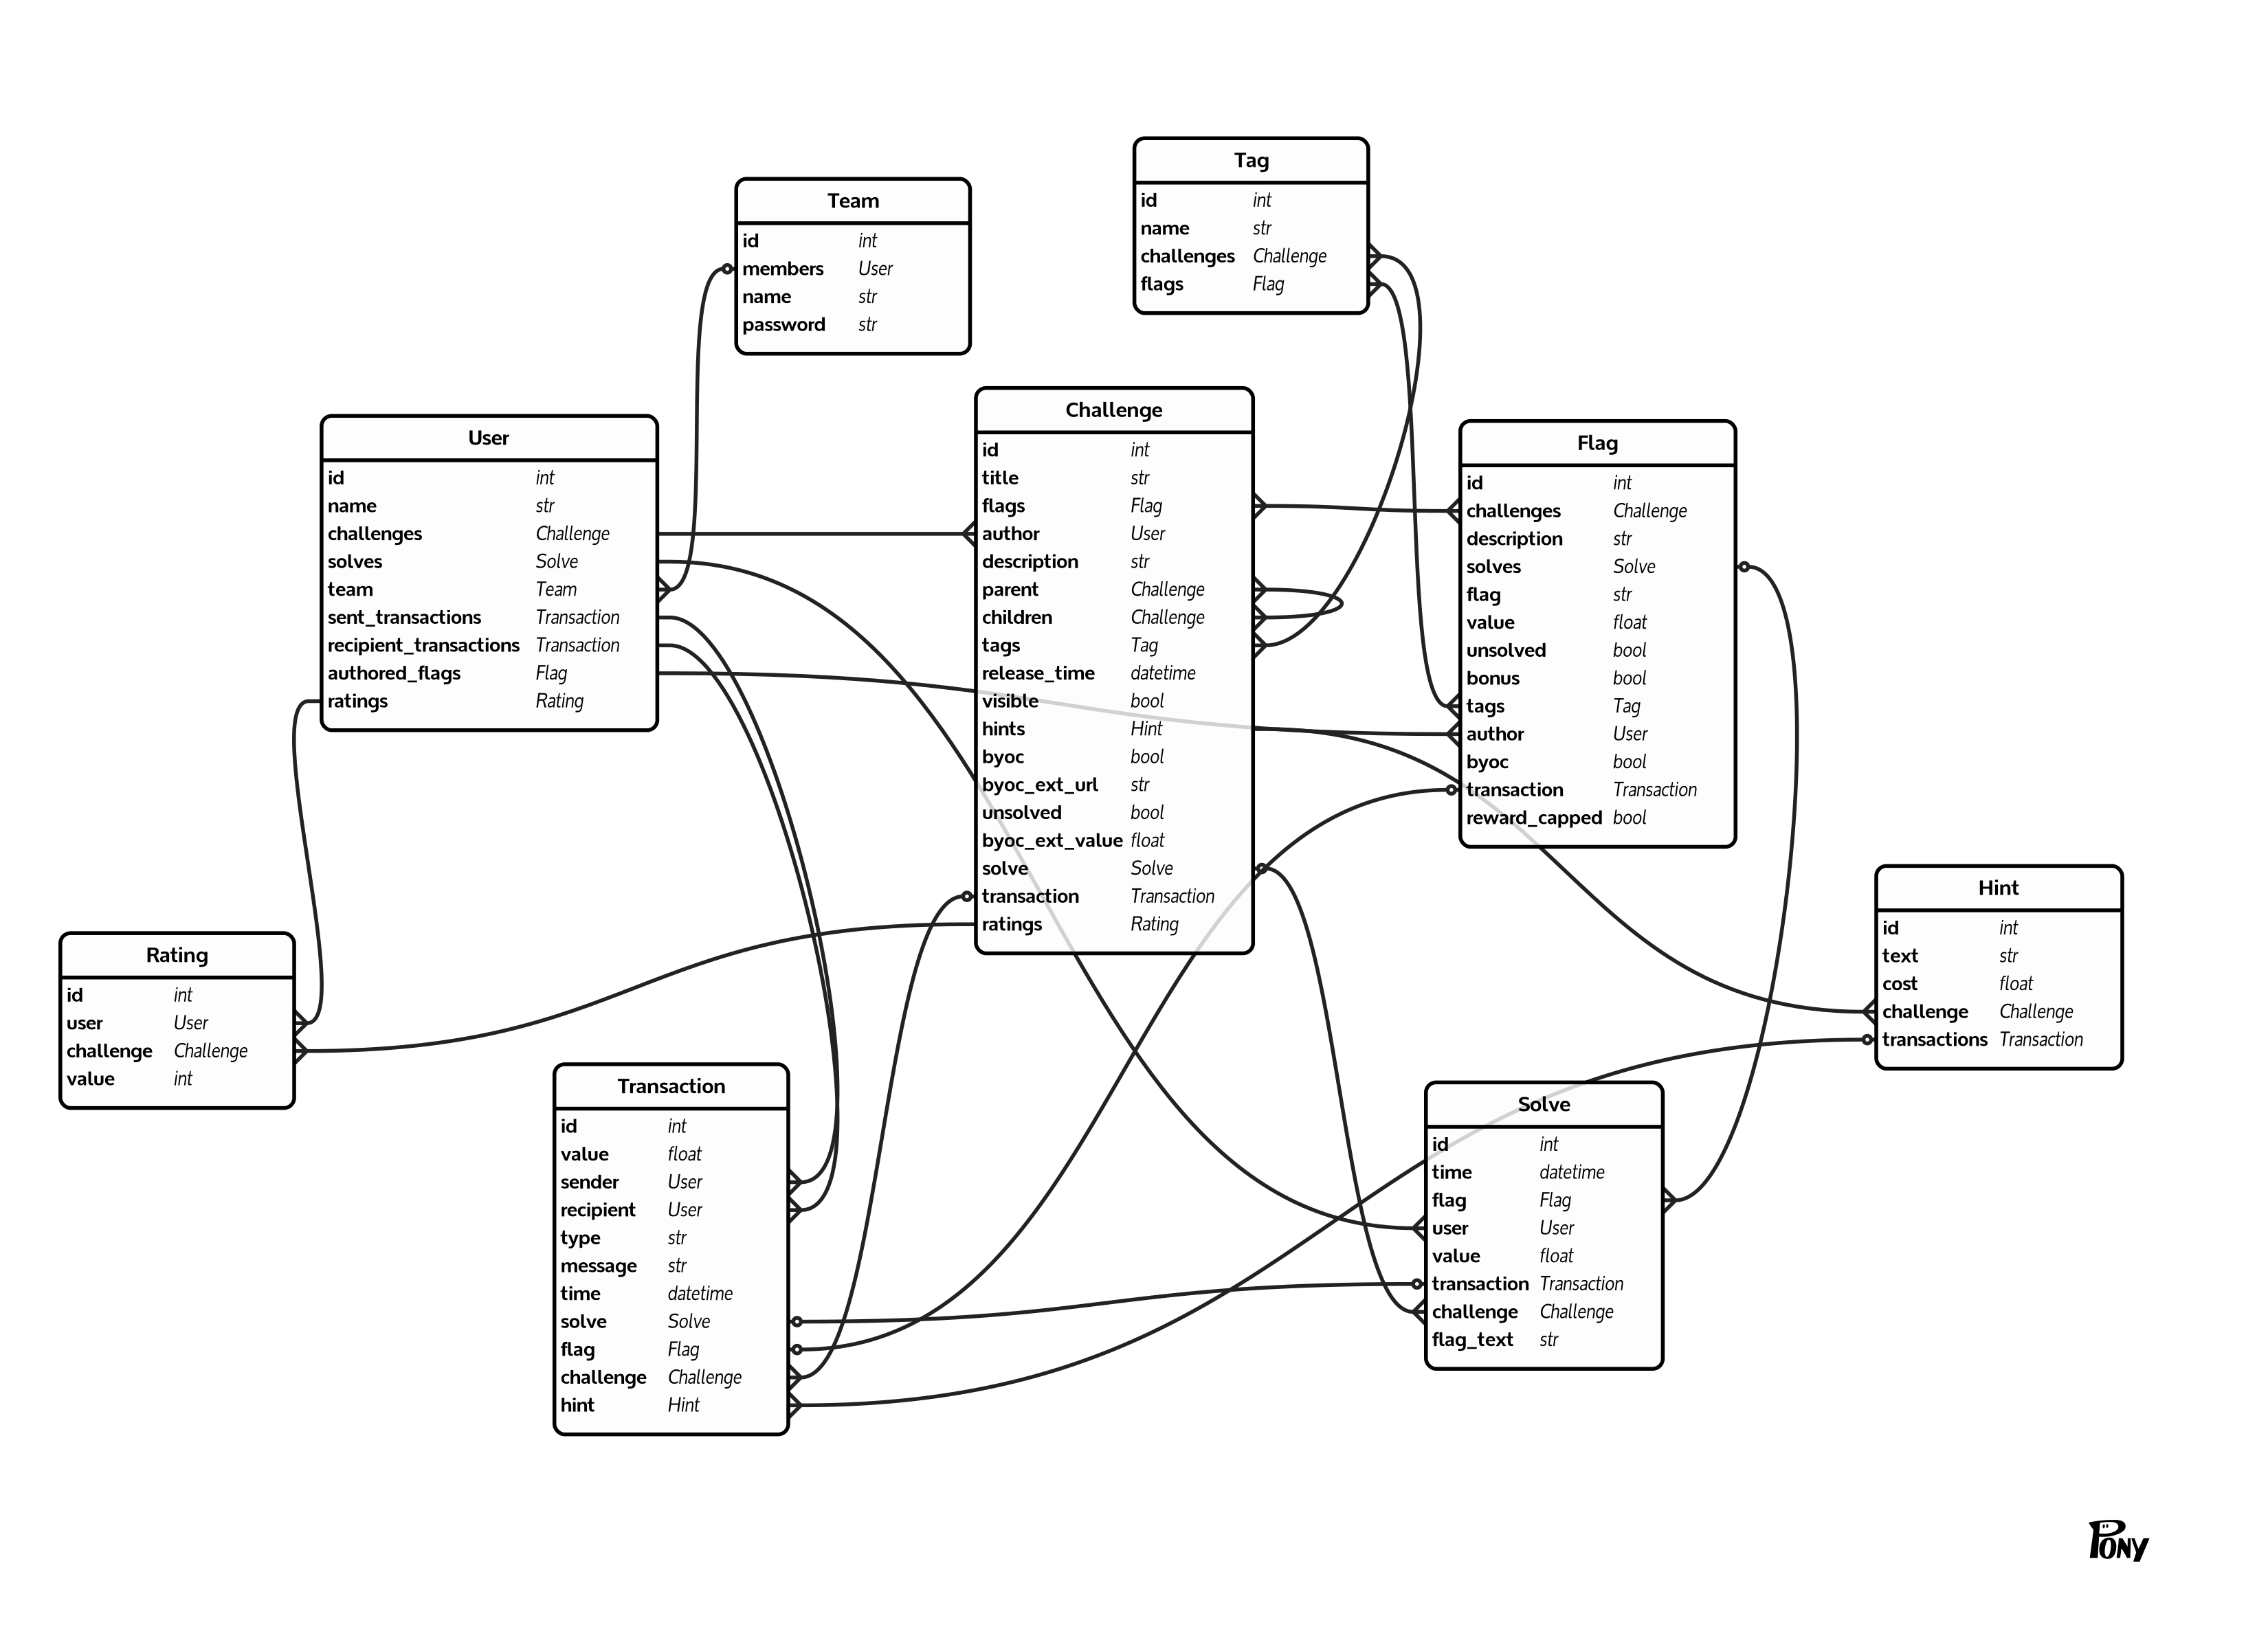 Tag
id int
name str
challenges Challenge
flags Flag
Team
id int
members User
name str
password str
Challenge
id int
title str
flags Flag
author User
description str
parent Challenge
children Challenge
tags Tag
release_time datetime
visible bool
hints Hint
byoc bool
byoc_ext_url str
unsolved bool
byoc_ext_value float
solve Solve
transaction Transaction
ratings Rating
User
id int
name str
challenges Challenge
solves Solve
team Team
sent_transactions Transaction
recipient_transactions Transaction
authored_flags Flag
ratings Rating
Flag
id int
challenges Challenge
description str
solves Solve
flag str
value float
unsolved bool
bonus bool
tags Tag
author User
byoc bool
transaction Transaction
reward_capped bool
Hint
id int
text str
cost float
challenge Challenge
transactions Transaction
Rating
id int
user User
challenge Challenge
value int
Transaction
id int
value float
sender User
recipient User
type str
message str
time datetime
solve Solve
flag Flag
challenge Challenge
hint Hint
Solve
id int
time datetime
flag Flag
user User
value float
transaction Transaction
challenge Challenge
flag_text str
PONY